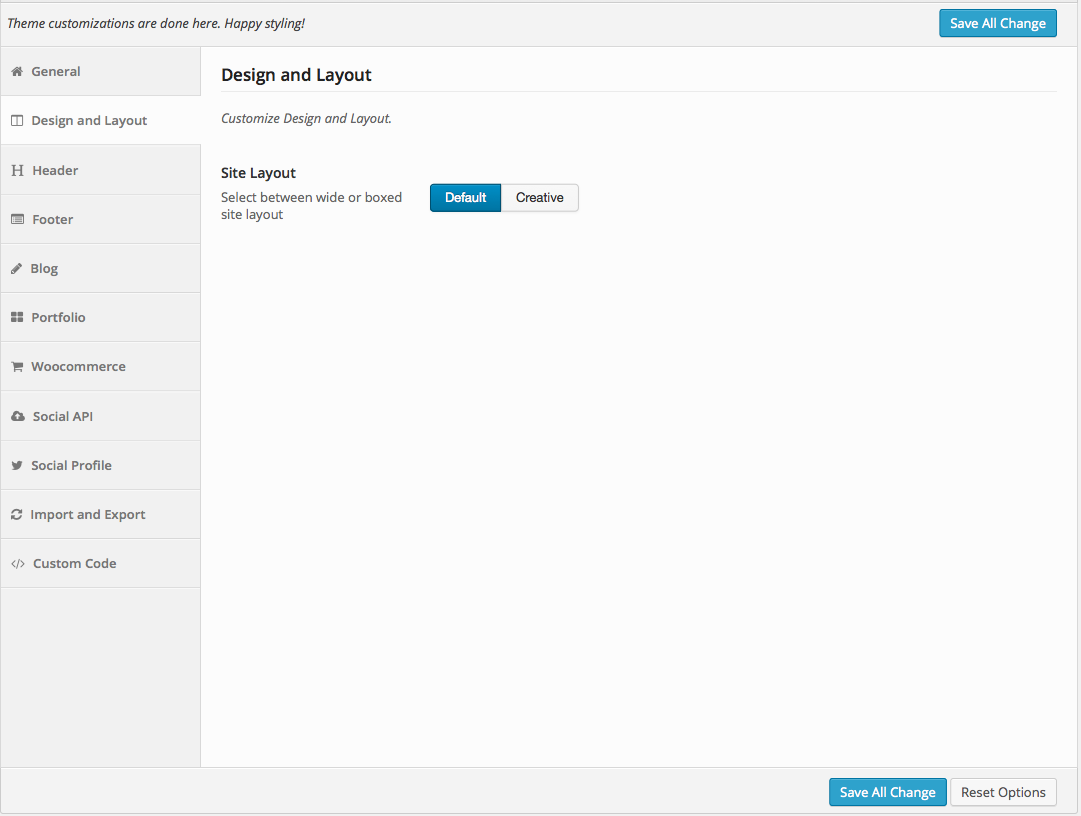 Theme customizations are done here. Happy styling!
Save All Change
General
Design and Layout
Header
Footer
Blog
Portfolio
Woocommerce
Social API
Social Profile
Import and Export
Custom Code
Design and Layout
Customize Design and Layout.
Site Layout
Select between wide or boxed
site layout
Default
Creative
Save All Change
Reset Options